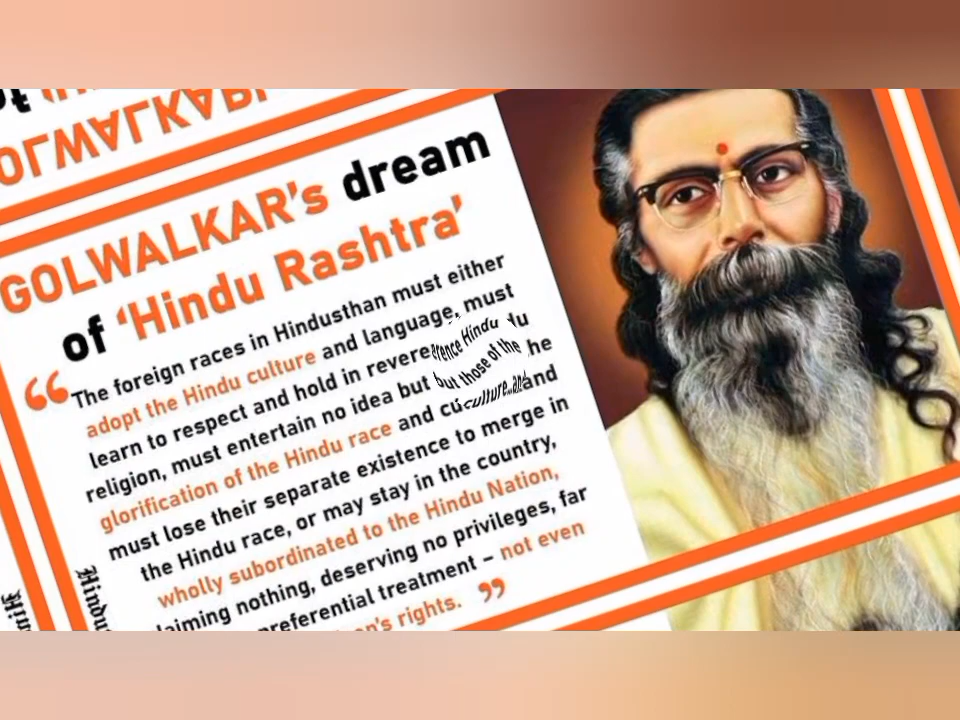 GOLWALKAR's dream
of ‘Hindu Rashtra’
“The foreign races in Hindusthan must either
adopt the Hindu culture and language, must
learn to respect and hold in reverence Hindu
religion, must entertain no idea but those of the
glorification of the Hindu race and culture...and
must lose their separate existence to merge in
the Hindu race, or may stay in the country,
wholly subordinated to the Hindu Nation,
laiming nothing, deserving no privileges, far
preferential treatment – not even
en's rights. ”
Hindu